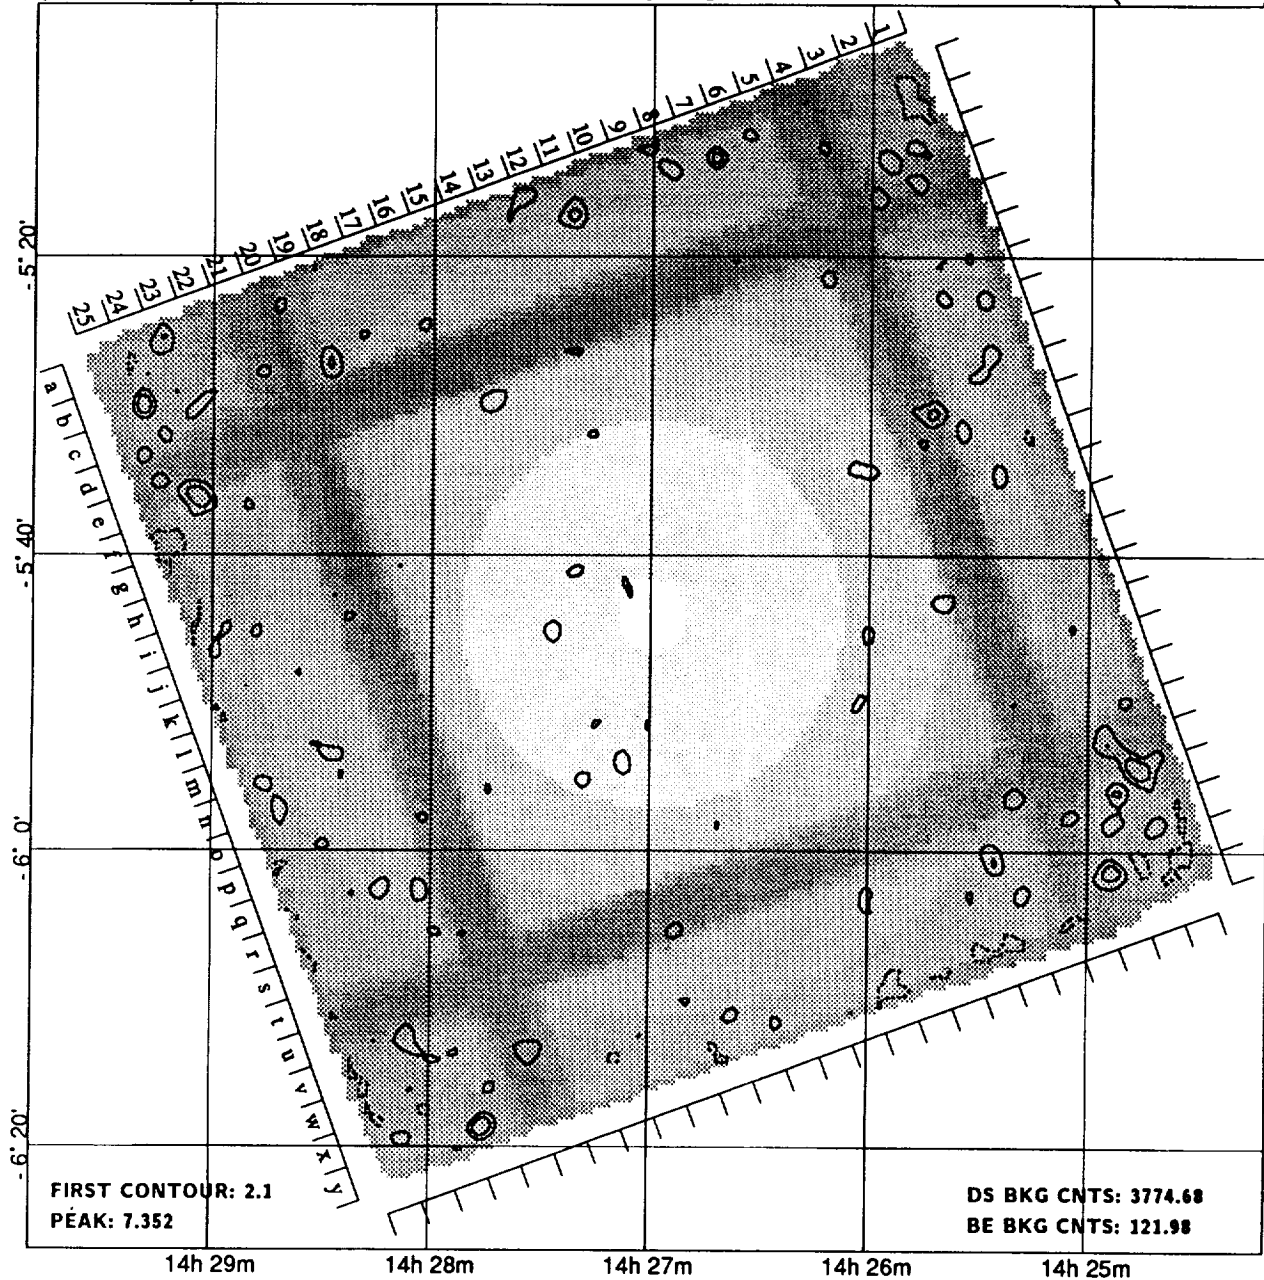 1
2
3
4
5
6
7
8
9
10
11
12
13
14
15
16
17
18
19
20
21
22
23
24
25
a
b
c
d
e
f
g
h
i
j
k
l
m
n
o
p
q
r
s
t
u
v
w
x
y
-5° 20'
-5° 40'
-6° 0'
-6° 20'
FIRST CONTOUR: 2.1
PEAK: 7.352
DS BKG CNTS: 3774.68
BE BKG CNTS: 121.98
14h 29m 14h 28m 14h 27m 14h 26m 14h 25m